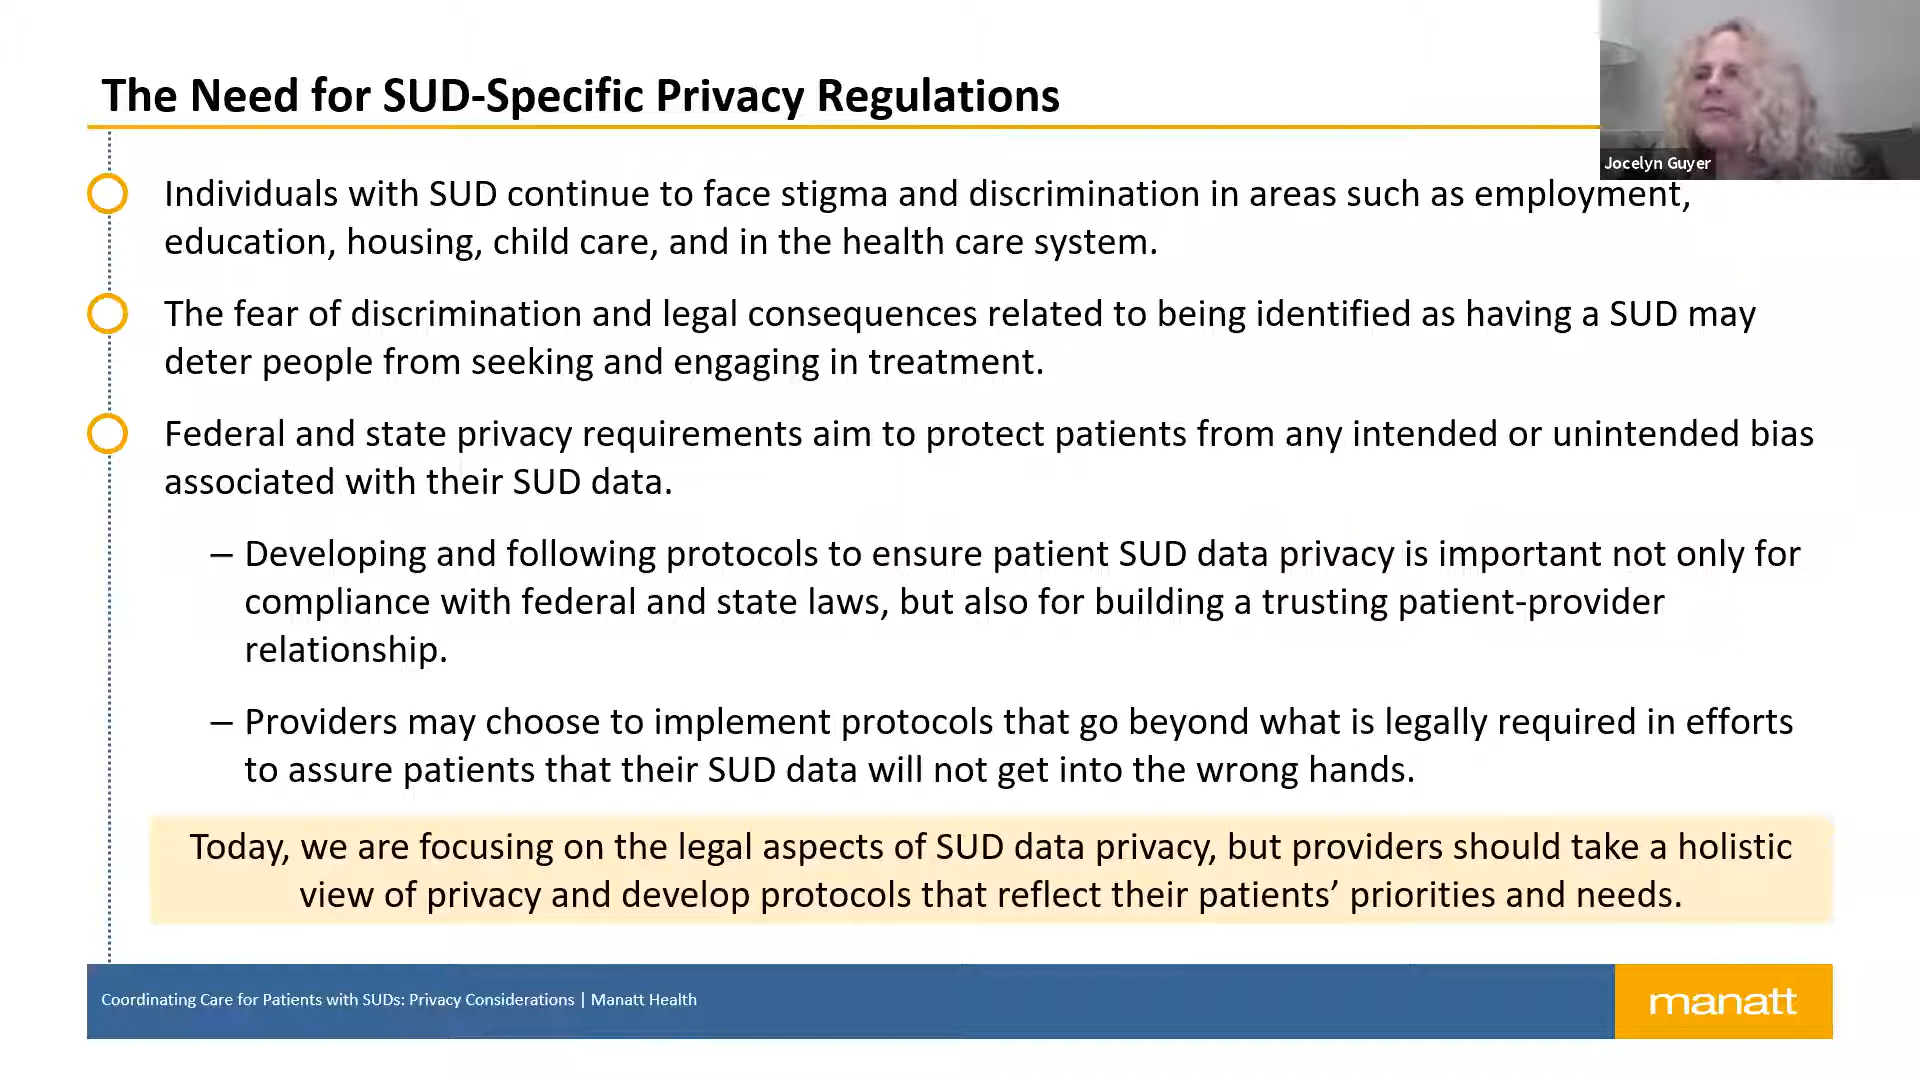 The Need for SUD-Specific Privacy Regulations
Jocelyn Guyer
Individuals with SUD continue to face stigma and discrimination in areas such as employment,
education, housing, child care, and in the health care system.
The fear of discrimination and legal consequences related to being identified as having a SUD may
deter people from seeking and engaging in treatment.
Federal and state privacy requirements aim to protect patients from any intended or unintended bias
associated with their SUD data.
– Developing and following protocols to ensure patient SUD data privacy is important not only for
compliance with federal and state laws, but also for building a trusting patient-provider
relationship.
– Providers may choose to implement protocols that go beyond what is legally required in efforts
to assure patients that their SUD data will not get into the wrong hands.
Today, we are focusing on the legal aspects of SUD data privacy, but providers should take a holistic
view of privacy and develop protocols that reflect their patients’ priorities and needs.
Coordinating Care for Patients with SUDs: Privacy Considerations | Manatt Health
manatt